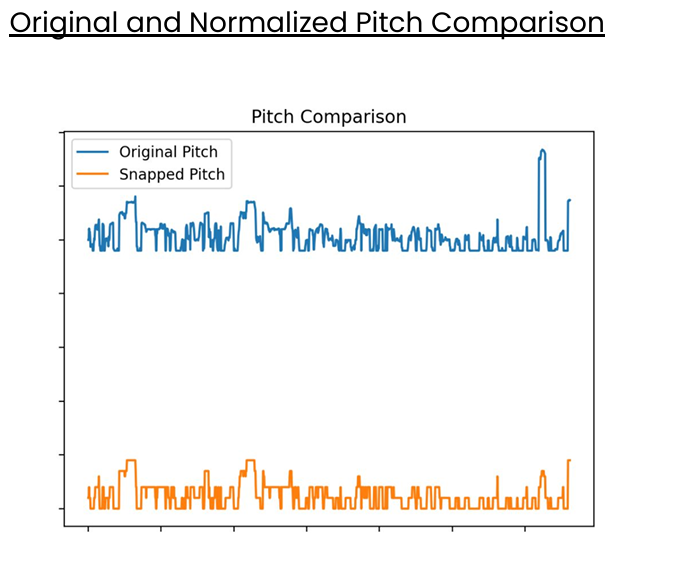 Original and Normalized Pitch Comparison
Pitch Comparison
Original Pitch
Snapped Pitch